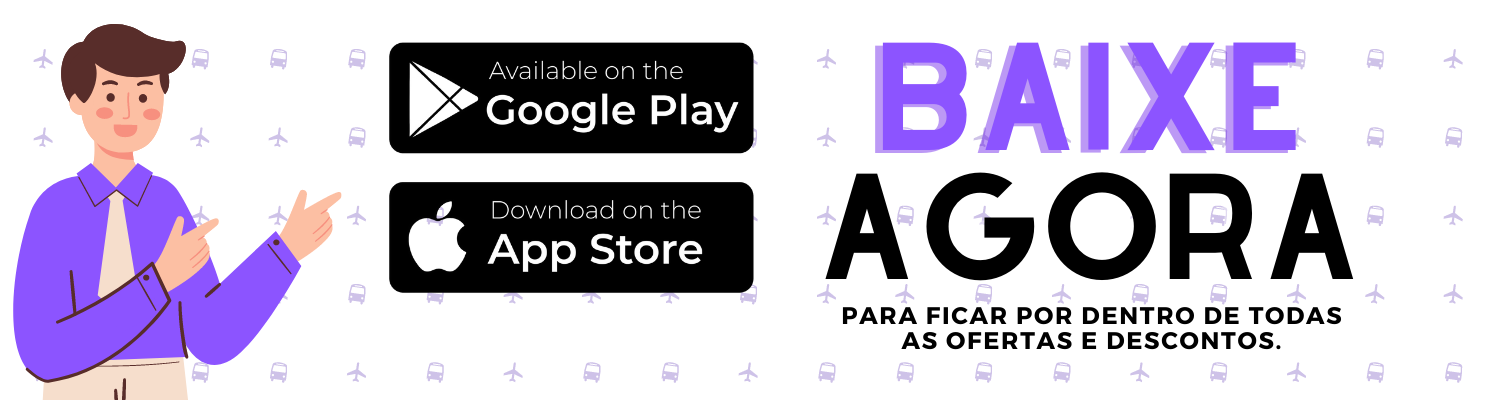 Available on the
Google Play
Download on the
App Store
BAIXE
AGORA
PARA FICAR POR DENTRO DE TODAS
AS OFERTAS E DESCONTOS.